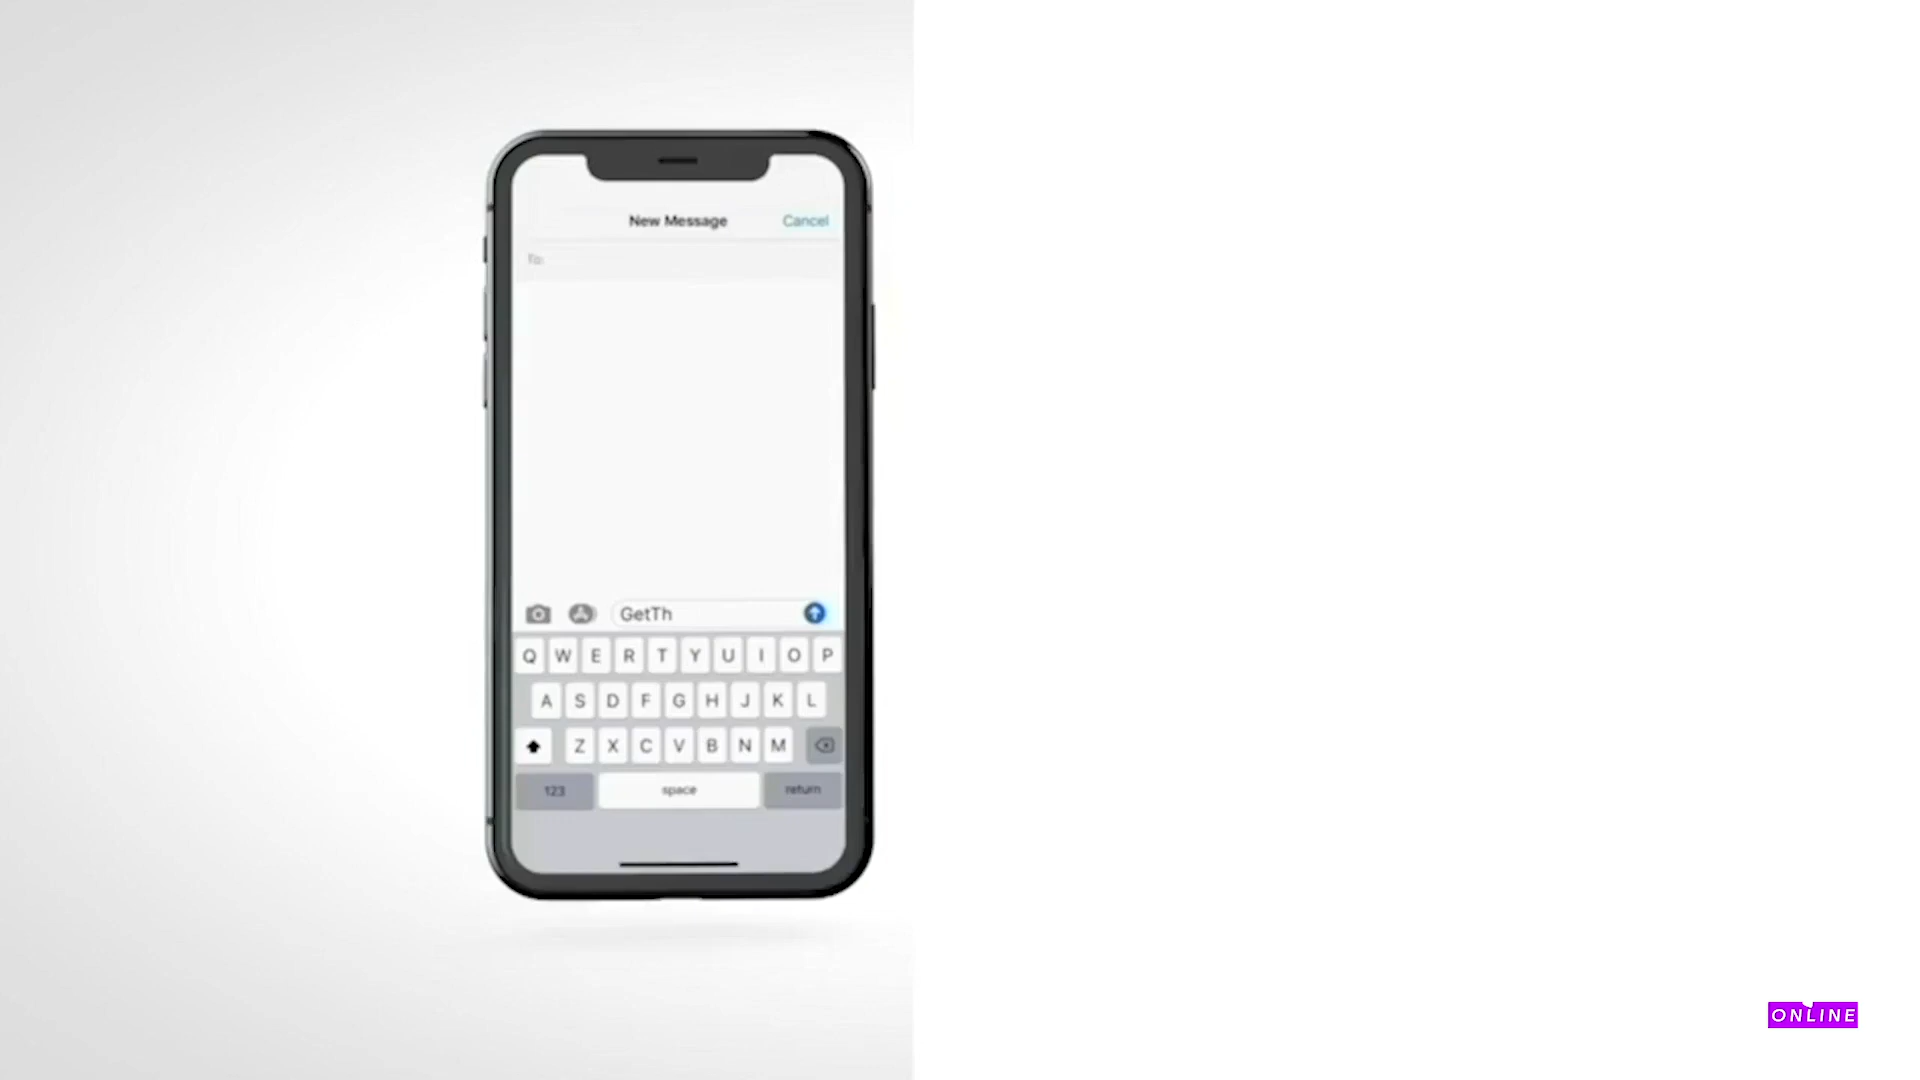 New Message Cancel
To:
GetTh
Q W E R T Y U I O P
A S D F G H J K L
Z X C V B N M
123 space return
ONLINE